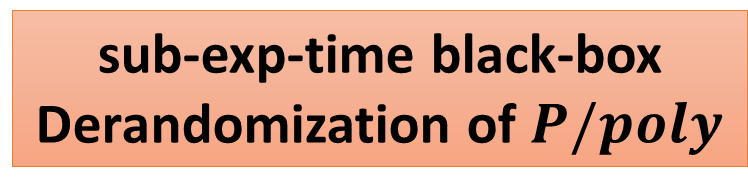 sub-exp-time black-box
Derandomization of P/poly